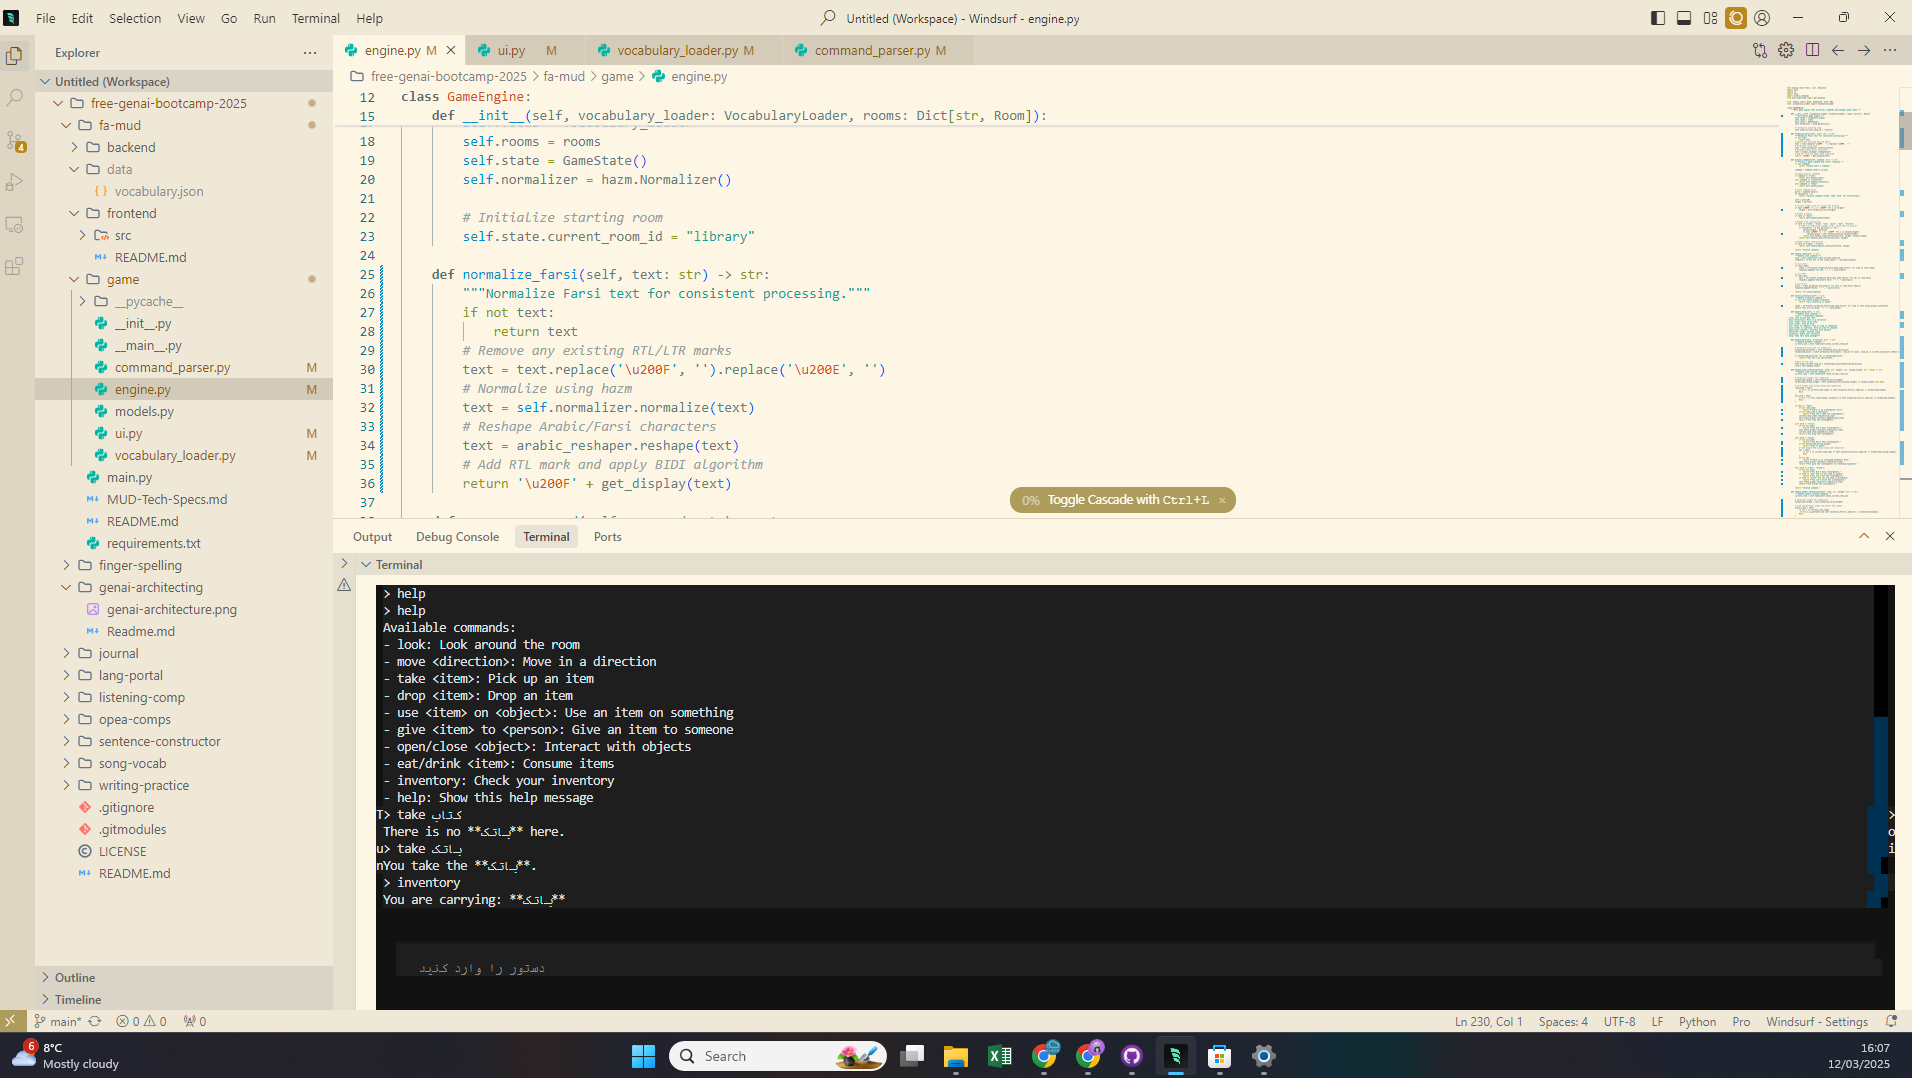 File Edit Selection View Go Run Terminal Help
Untitled (Workspace) - Windsurf - engine.py
Explorer
Untitled (Workspace)
free-genai-bootcamp-2025
fa-mud
backend
data
{ } vocabulary.json
frontend
src
README.md
game
__pycache__
__init__.py
__main__.py
command_parser.py M
engine.py M
models.py
ui.py M
vocabulary_loader.py M
main.py
MUD-Tech-Specs.md
README.md
requirements.txt
finger-spelling
genai-architecting
genai-architecture.png
Readme.md
journal
lang-portal
listening-comp
opea-comps
sentence-constructor
song-vocab
writing-practice
.gitignore
.gitmodules
LICENSE
README.md
Outline
Timeline
engine.py M
ui.py M
vocabulary_loader.py M
command_parser.py M
free-genai-bootcamp-2025 > fa-mud > game > engine.py
12 class GameEngine:
15 def __init__(self, vocabulary_loader: VocabularyLoader, rooms: Dict[str, Room]):
18 self.rooms = rooms
19 self.state = GameState()
20 self.normalizer = hazm.Normalizer()
21
22 # Initialize starting room
23 self.state.current_room_id = "library"
24
25 def normalize_farsi(self, text: str) -> str:
26 """Normalize Farsi text for consistent processing."""
27 if not text:
28 return text
29 # Remove any existing RTL/LTR marks
30 text = text.replace('\u200F', '').replace('\u200E', '')
31 # Normalize using hazm
32 text = self.normalizer.normalize(text)
33 # Reshape Arabic/Farsi characters
34 text = arabic_reshaper.reshape(text)
35 # Add RTL mark and apply BIDI algorithm
36 return '\u200F' + get_display(text)
37
0% Toggle Cascade with Ctrl+L ×
Output Debug Console Terminal Ports
Terminal
> help
> help
Available commands:
- look: Look around the room
- move <direction>: Move in a direction
- take <item>: Pick up an item
- drop <item>: Drop an item
- use <item> on <object>: Use an item on something
- give <item> to <person>: Give an item to someone
- open/close <object>: Interact with objects
- eat/drink <item>: Consume items
- inventory: Check your inventory
- help: Show this help message
T> take کتاب
There is no **ﺑﺎﺗﮏ** here.
u> take ﺑﺎﺗﮏ
nYou take the **ﺑﺎﺗﮏ**.
> inventory
You are carrying: **ﺑﺎﺗﮏ**
>
o
i
دستور را وارد کنید
main* 0 0 0
Ln 230, Col 1 Spaces: 4 UTF-8 LF Python Pro Windsurf - Settings
6
8°C
Mostly cloudy
Search
16:07
12/03/2025